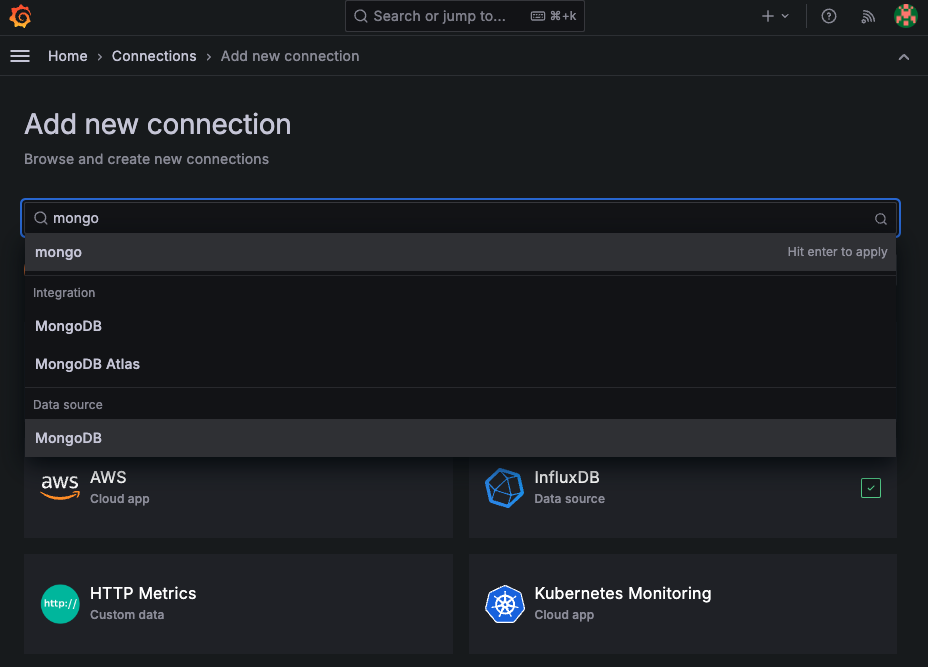 Search or jump to... ⌘+k
Home › Connections › Add new connection
Add new connection
Browse and create new connections
mongo
mongo Hit enter to apply
Integration
MongoDB
MongoDB Atlas
Data source
MongoDB
aws AWS
Cloud app
InfluxDB
Data source
http:// HTTP Metrics
Custom data
Kubernetes Monitoring
Cloud app